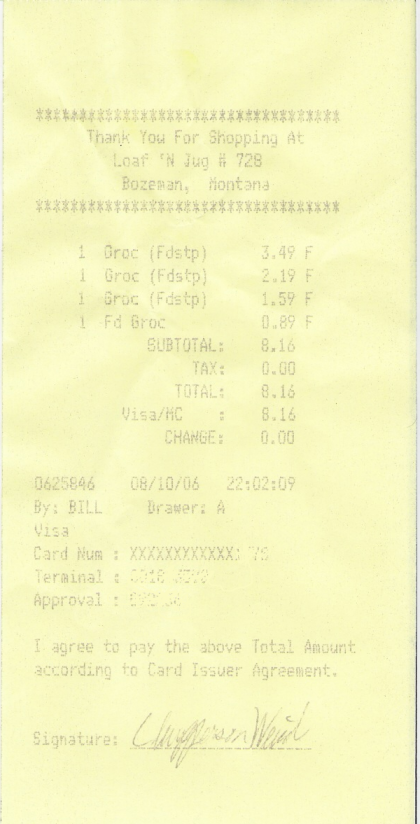 ************************************
Thank You For Shopping At
Loaf 'N Jug # 728
Bozeman, Montana
************************************
1 Groc (Fdstp) 3.49 F
1 Groc (Fdstp) 2.19 F
1 Groc (Fdstp) 1.59 F
1 Fd Groc 0.89 F
SUBTOTAL: 8.16
TAX: 0.00
TOTAL: 8.16
Visa/MC : 8.16
CHANGE: 0.00
0625846 08/10/06 22:02:09
By: BILL Drawer: A
Visa
Card Num :
Terminal :
Approval :
I agree to pay the above Total Amount
according to Card Issuer Agreement.
Signature: